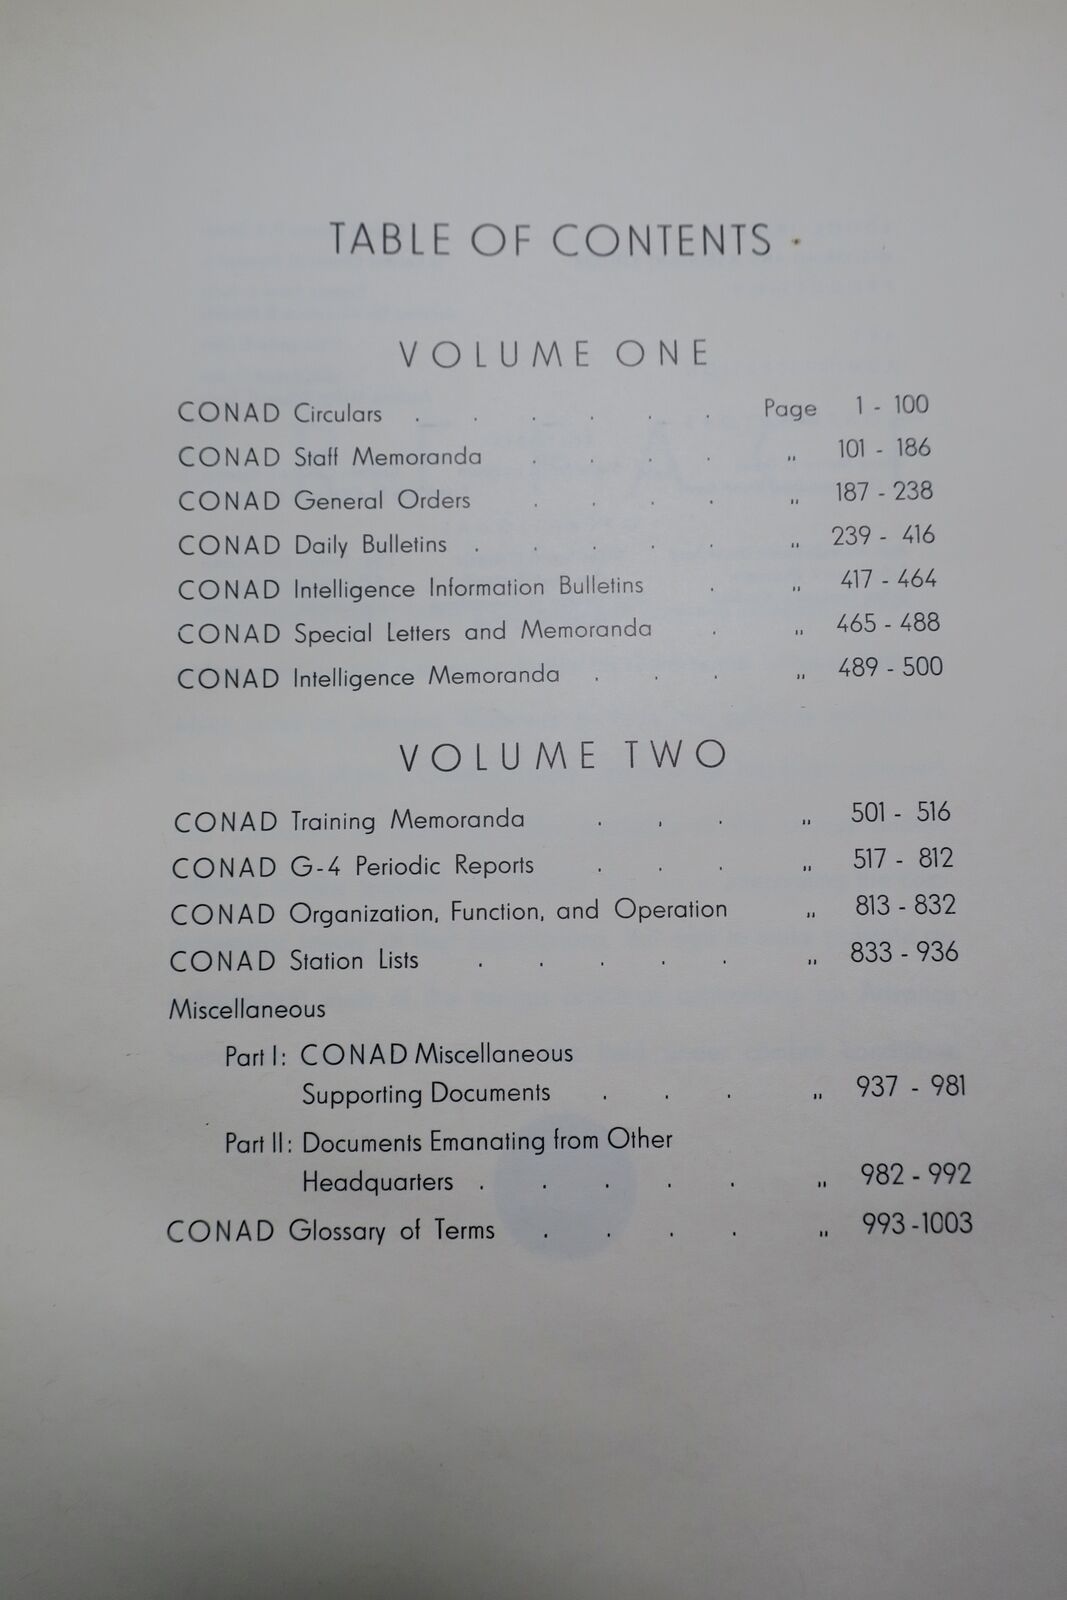 TABLE OF CONTENTS
VOLUME ONE
CONAD Circulars . . . . . . Page 1 - 100
CONAD Staff Memoranda . . . . „ 101 - 186
CONAD General Orders . . . . „ 187 - 238
CONAD Daily Bulletins . . . . . „ 239 - 416
CONAD Intelligence Information Bulletins . „ 417 - 464
CONAD Special Letters and Memoranda . „ 465 - 488
CONAD Intelligence Memoranda . . . „ 489 - 500
VOLUME TWO
CONAD Training Memoranda . . . „ 501 - 516
CONAD G-4 Periodic Reports . . . „ 517 - 812
CONAD Organization, Function, and Operation „ 813 - 832
CONAD Station Lists . . . . . „ 833 - 936
Miscellaneous
Part I: CONAD Miscellaneous
Supporting Documents . . . „ 937 - 981
Part II: Documents Emanating from Other
Headquarters . . . . . „ 982 - 992
CONAD Glossary of Terms . . . . „ 993 -1003